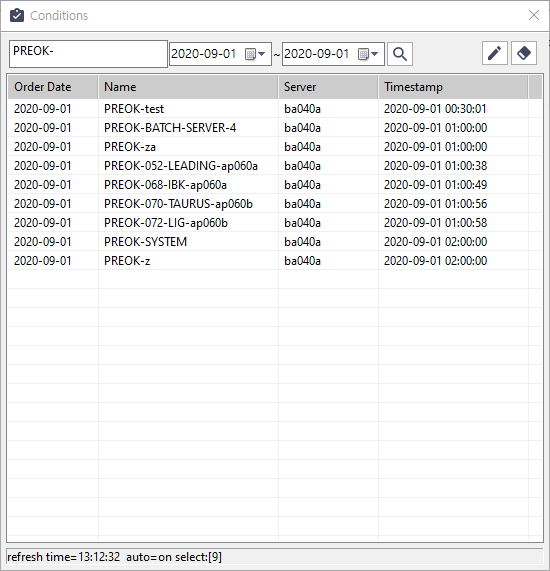 Conditions
PREOK- 2020-09-01 ~ 2020-09-01
Order Date Name Server Timestamp
2020-09-01 PREOK-test ba040a 2020-09-01 00:30:01
2020-09-01 PREOK-BATCH-SERVER-4 ba040a 2020-09-01 01:00:00
2020-09-01 PREOK-za ba040a 2020-09-01 01:00:00
2020-09-01 PREOK-052-LEADING-ap060a ba040a 2020-09-01 01:00:38
2020-09-01 PREOK-068-IBK-ap060a ba040a 2020-09-01 01:00:49
2020-09-01 PREOK-070-TAURUS-ap060b ba040a 2020-09-01 01:00:56
2020-09-01 PREOK-072-LIG-ap060b ba040a 2020-09-01 01:00:58
2020-09-01 PREOK-SYSTEM ba040a 2020-09-01 02:00:00
2020-09-01 PREOK-z ba040a 2020-09-01 02:00:00
refresh time=13:12:32 auto=on select:[9]